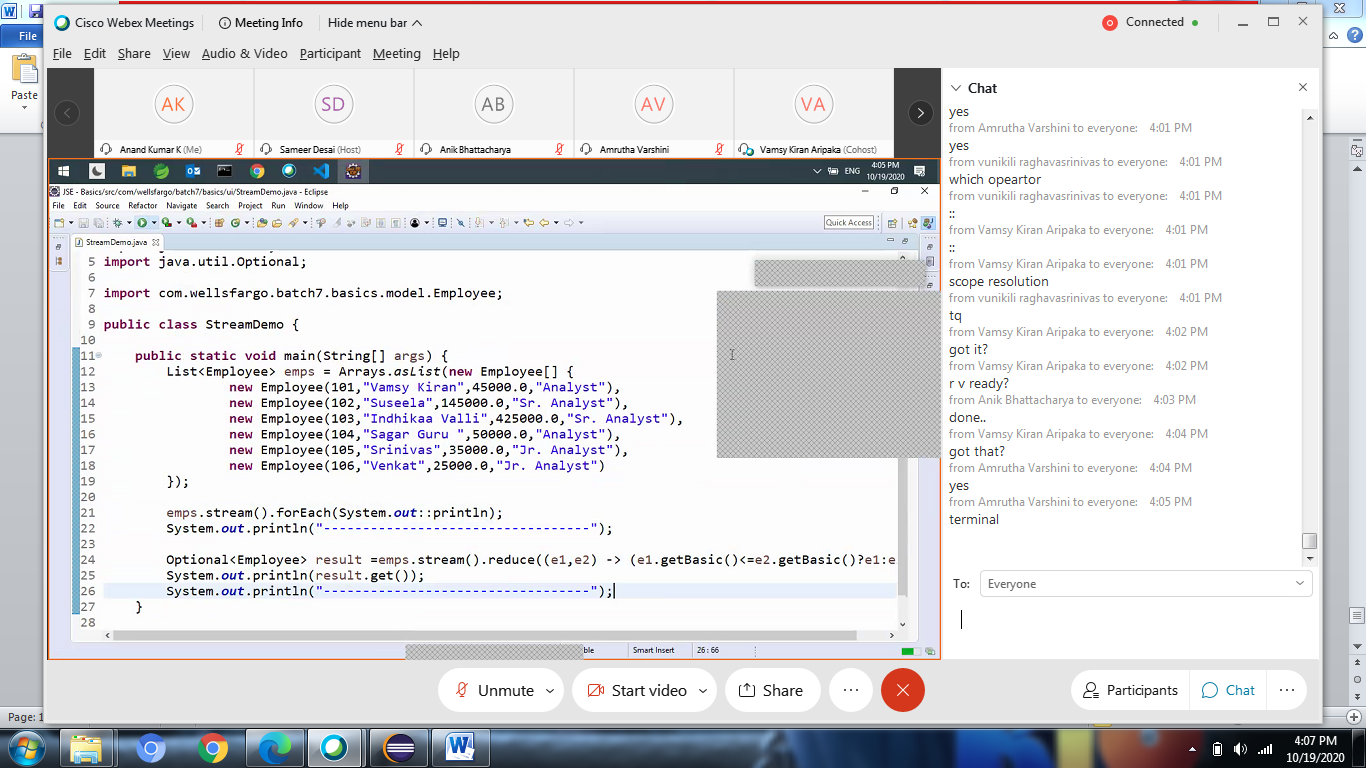 File
Paste
Page: 1
Cisco Webex Meetings
Meeting Info
Hide menu bar
Connected
File Edit Share View Audio & Video Participant Meeting Help
AK
SD
AB
AV
VA
Anand Kumar K (Me)
Sameer Desai (Host)
Anik Bhattacharya
Amrutha Varshini
Vamsy Kiran Aripaka (Cohost)
ENG
4:05 PM
10/19/2020
JSE - Basics/src/com/wellsfargo/batch7/basics/ui/StreamDemo.java - Eclipse
File Edit Source Refactor Navigate Search Project Run Window Help
Quick Access
StreamDemo.java
5 import java.util.Optional;
6
7 import com.wellsfargo.batch7.basics.model.Employee;
8
9 public class StreamDemo {
10
11 public static void main(String[] args) {
12 List<Employee> emps = Arrays.asList(new Employee[] {
13 new Employee(101,"Vamsy Kiran",45000.0,"Analyst"),
14 new Employee(102,"Suseela",145000.0,"Sr. Analyst"),
15 new Employee(103,"Indhikaa Valli",425000.0,"Sr. Analyst"),
16 new Employee(104,"Sagar Guru ",50000.0,"Analyst"),
17 new Employee(105,"Srinivas",35000.0,"Jr. Analyst"),
18 new Employee(106,"Venkat",25000.0,"Jr. Analyst")
19 });
20
21 emps.stream().forEach(System.out::println);
22 System.out.println("----------------------------------");
23
24 Optional<Employee> result =emps.stream().reduce((e1,e2) -> (e1.getBasic()<=e2.getBasic()?e1:e
25 System.out.println(result.get());
26 System.out.println("----------------------------------");
27 }
28
ble
Smart Insert
26 : 66
Chat
yes
from Amrutha Varshini to everyone: 4:01 PM
yes
from vunikili raghavasrinivas to everyone: 4:01 PM
which opeartor
from vunikili raghavasrinivas to everyone: 4:01 PM
::
from Vamsy Kiran Aripaka to everyone: 4:01 PM
::
from Vamsy Kiran Aripaka to everyone: 4:01 PM
scope resolution
from vunikili raghavasrinivas to everyone: 4:01 PM
tq
from Vamsy Kiran Aripaka to everyone: 4:02 PM
got it?
from Vamsy Kiran Aripaka to everyone: 4:02 PM
r v ready?
from Anik Bhattacharya to everyone: 4:03 PM
done..
from Vamsy Kiran Aripaka to everyone: 4:04 PM
got that?
from Amrutha Varshini to everyone: 4:04 PM
yes
from Amrutha Varshini to everyone: 4:05 PM
terminal
To: Everyone
Unmute
Start video
Share
Participants
Chat
4:07 PM
10/19/2020